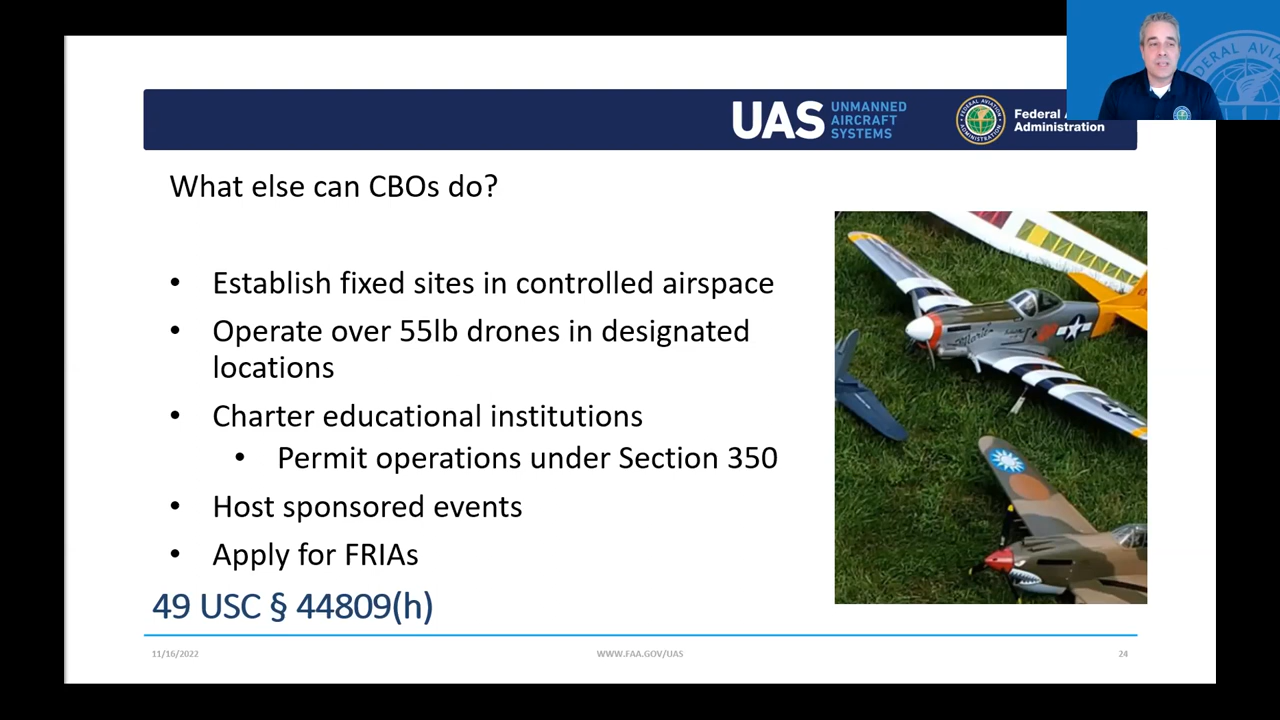 UAS UNMANNED
AIRCRAFT
SYSTEMS
Federal
Administration
FEDERAL
What else can CBOs do?
• Establish fixed sites in controlled airspace
• Operate over 55lb drones in designated
locations
• Charter educational institutions
• Permit operations under Section 350
• Host sponsored events
• Apply for FRIAs
49 USC § 44809(h)
11/16/2022
WWW.FAA.GOV/UAS
24